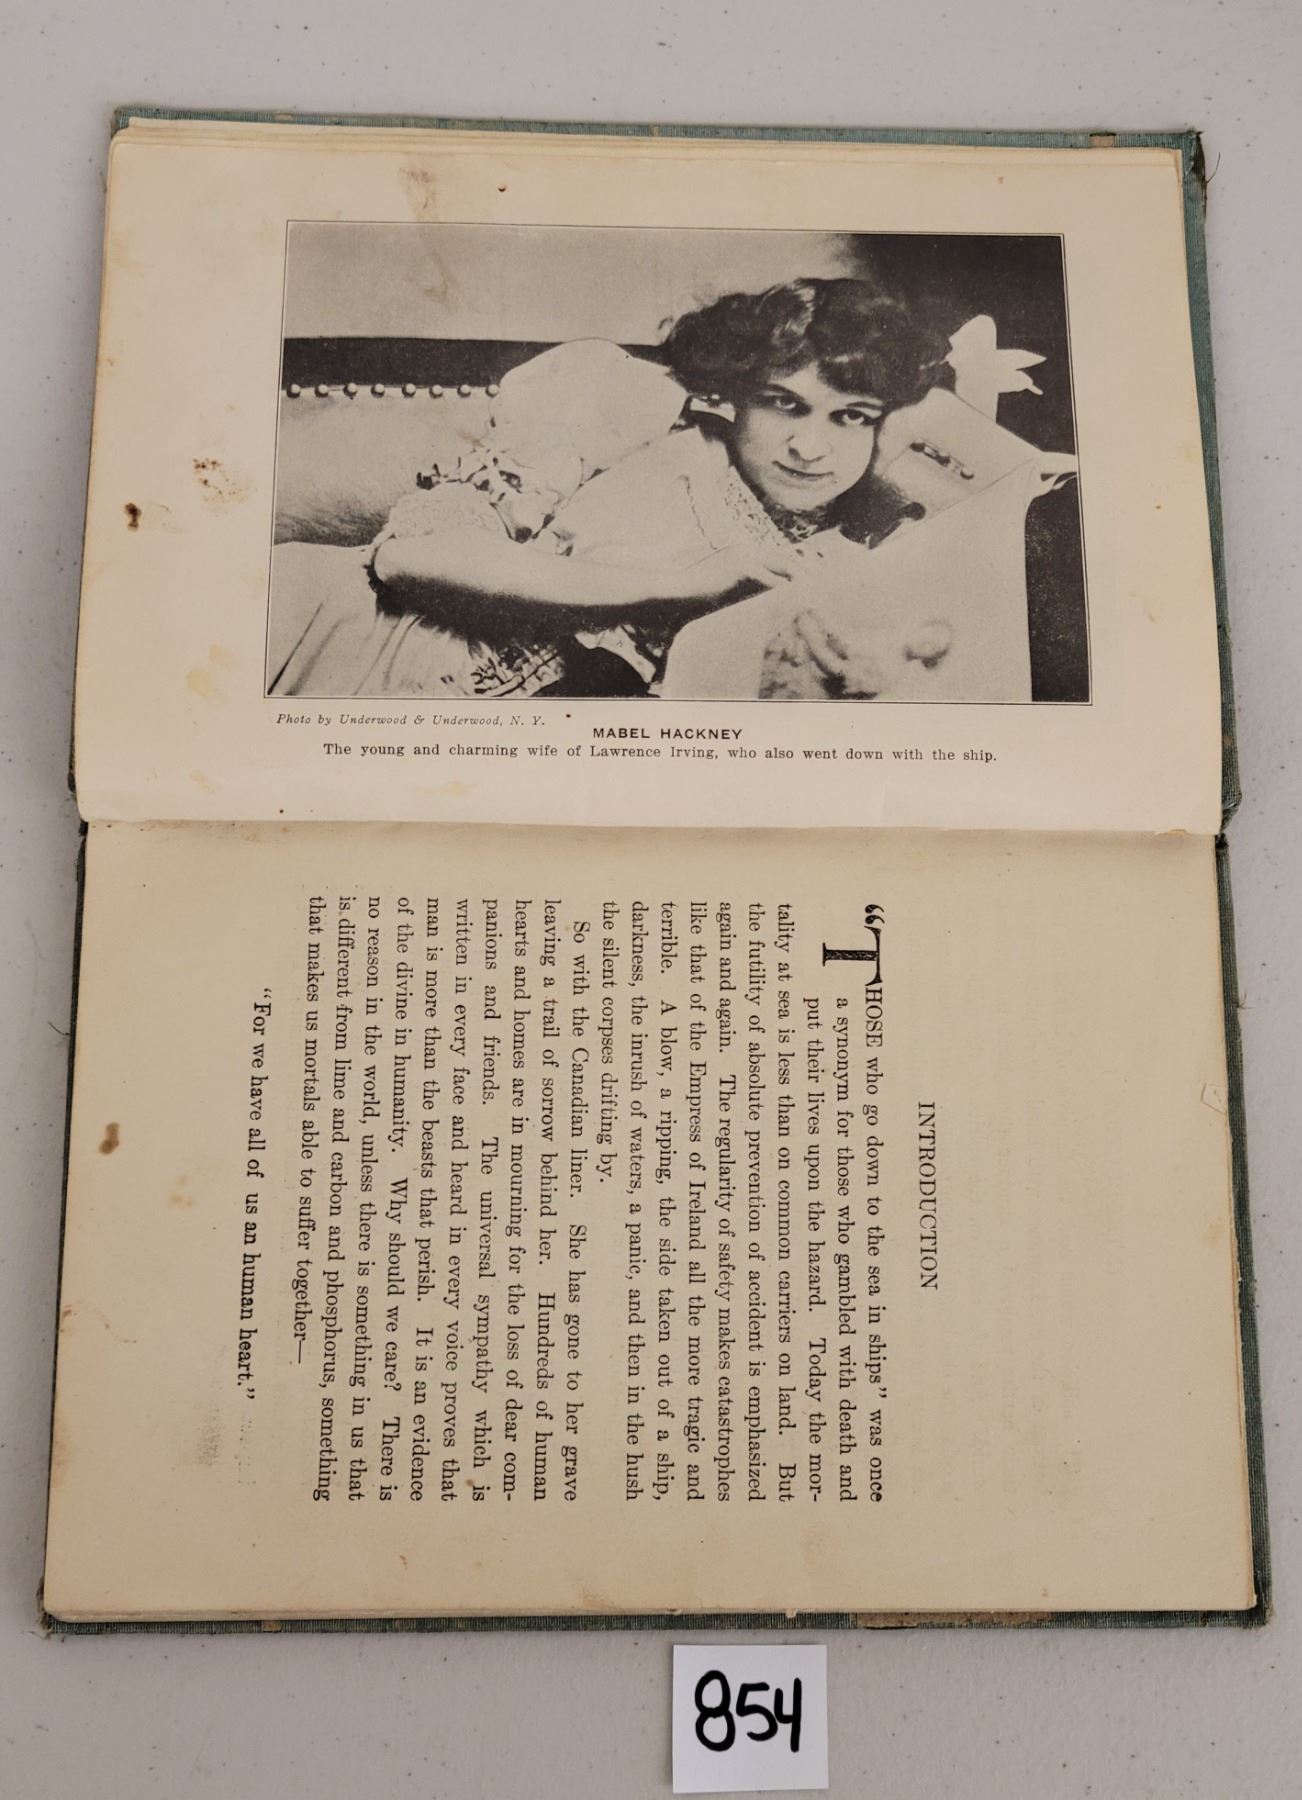 Photo by Underwood & Underwood, N. Y.
MABEL HACKNEY
The young and charming wife of Lawrence Irving, who also went down with the ship.
INTRODUCTION
“THOSE who go down to the sea in ships” was once
a synonym for those who gambled with death and
put their lives upon the hazard. Today the mor-
tality at sea is less than on common carriers on land. But
the futility of absolute prevention of accident is emphasized
again and again. The regularity of safety makes catastrophes
like that of the Empress of Ireland all the more tragic and
terrible. A blow, a ripping, the side taken out of a ship,
darkness, the inrush of waters, a panic, and then in the hush
the silent corpses drifting by.
So with the Canadian liner. She has gone to her grave
leaving a trail of sorrow behind her. Hundreds of human
hearts and homes are in mourning for the loss of dear com-
panions and friends. The universal sympathy which is
written in every face and heard in every voice proves that
man is more than the beasts that perish. It is an evidence
of the divine in humanity. Why should we care? There is
no reason in the world, unless there is something in us that
is different from lime and carbon and phosphorus, something
that makes us mortals able to suffer together—
“For we have all of us an human heart.”
854